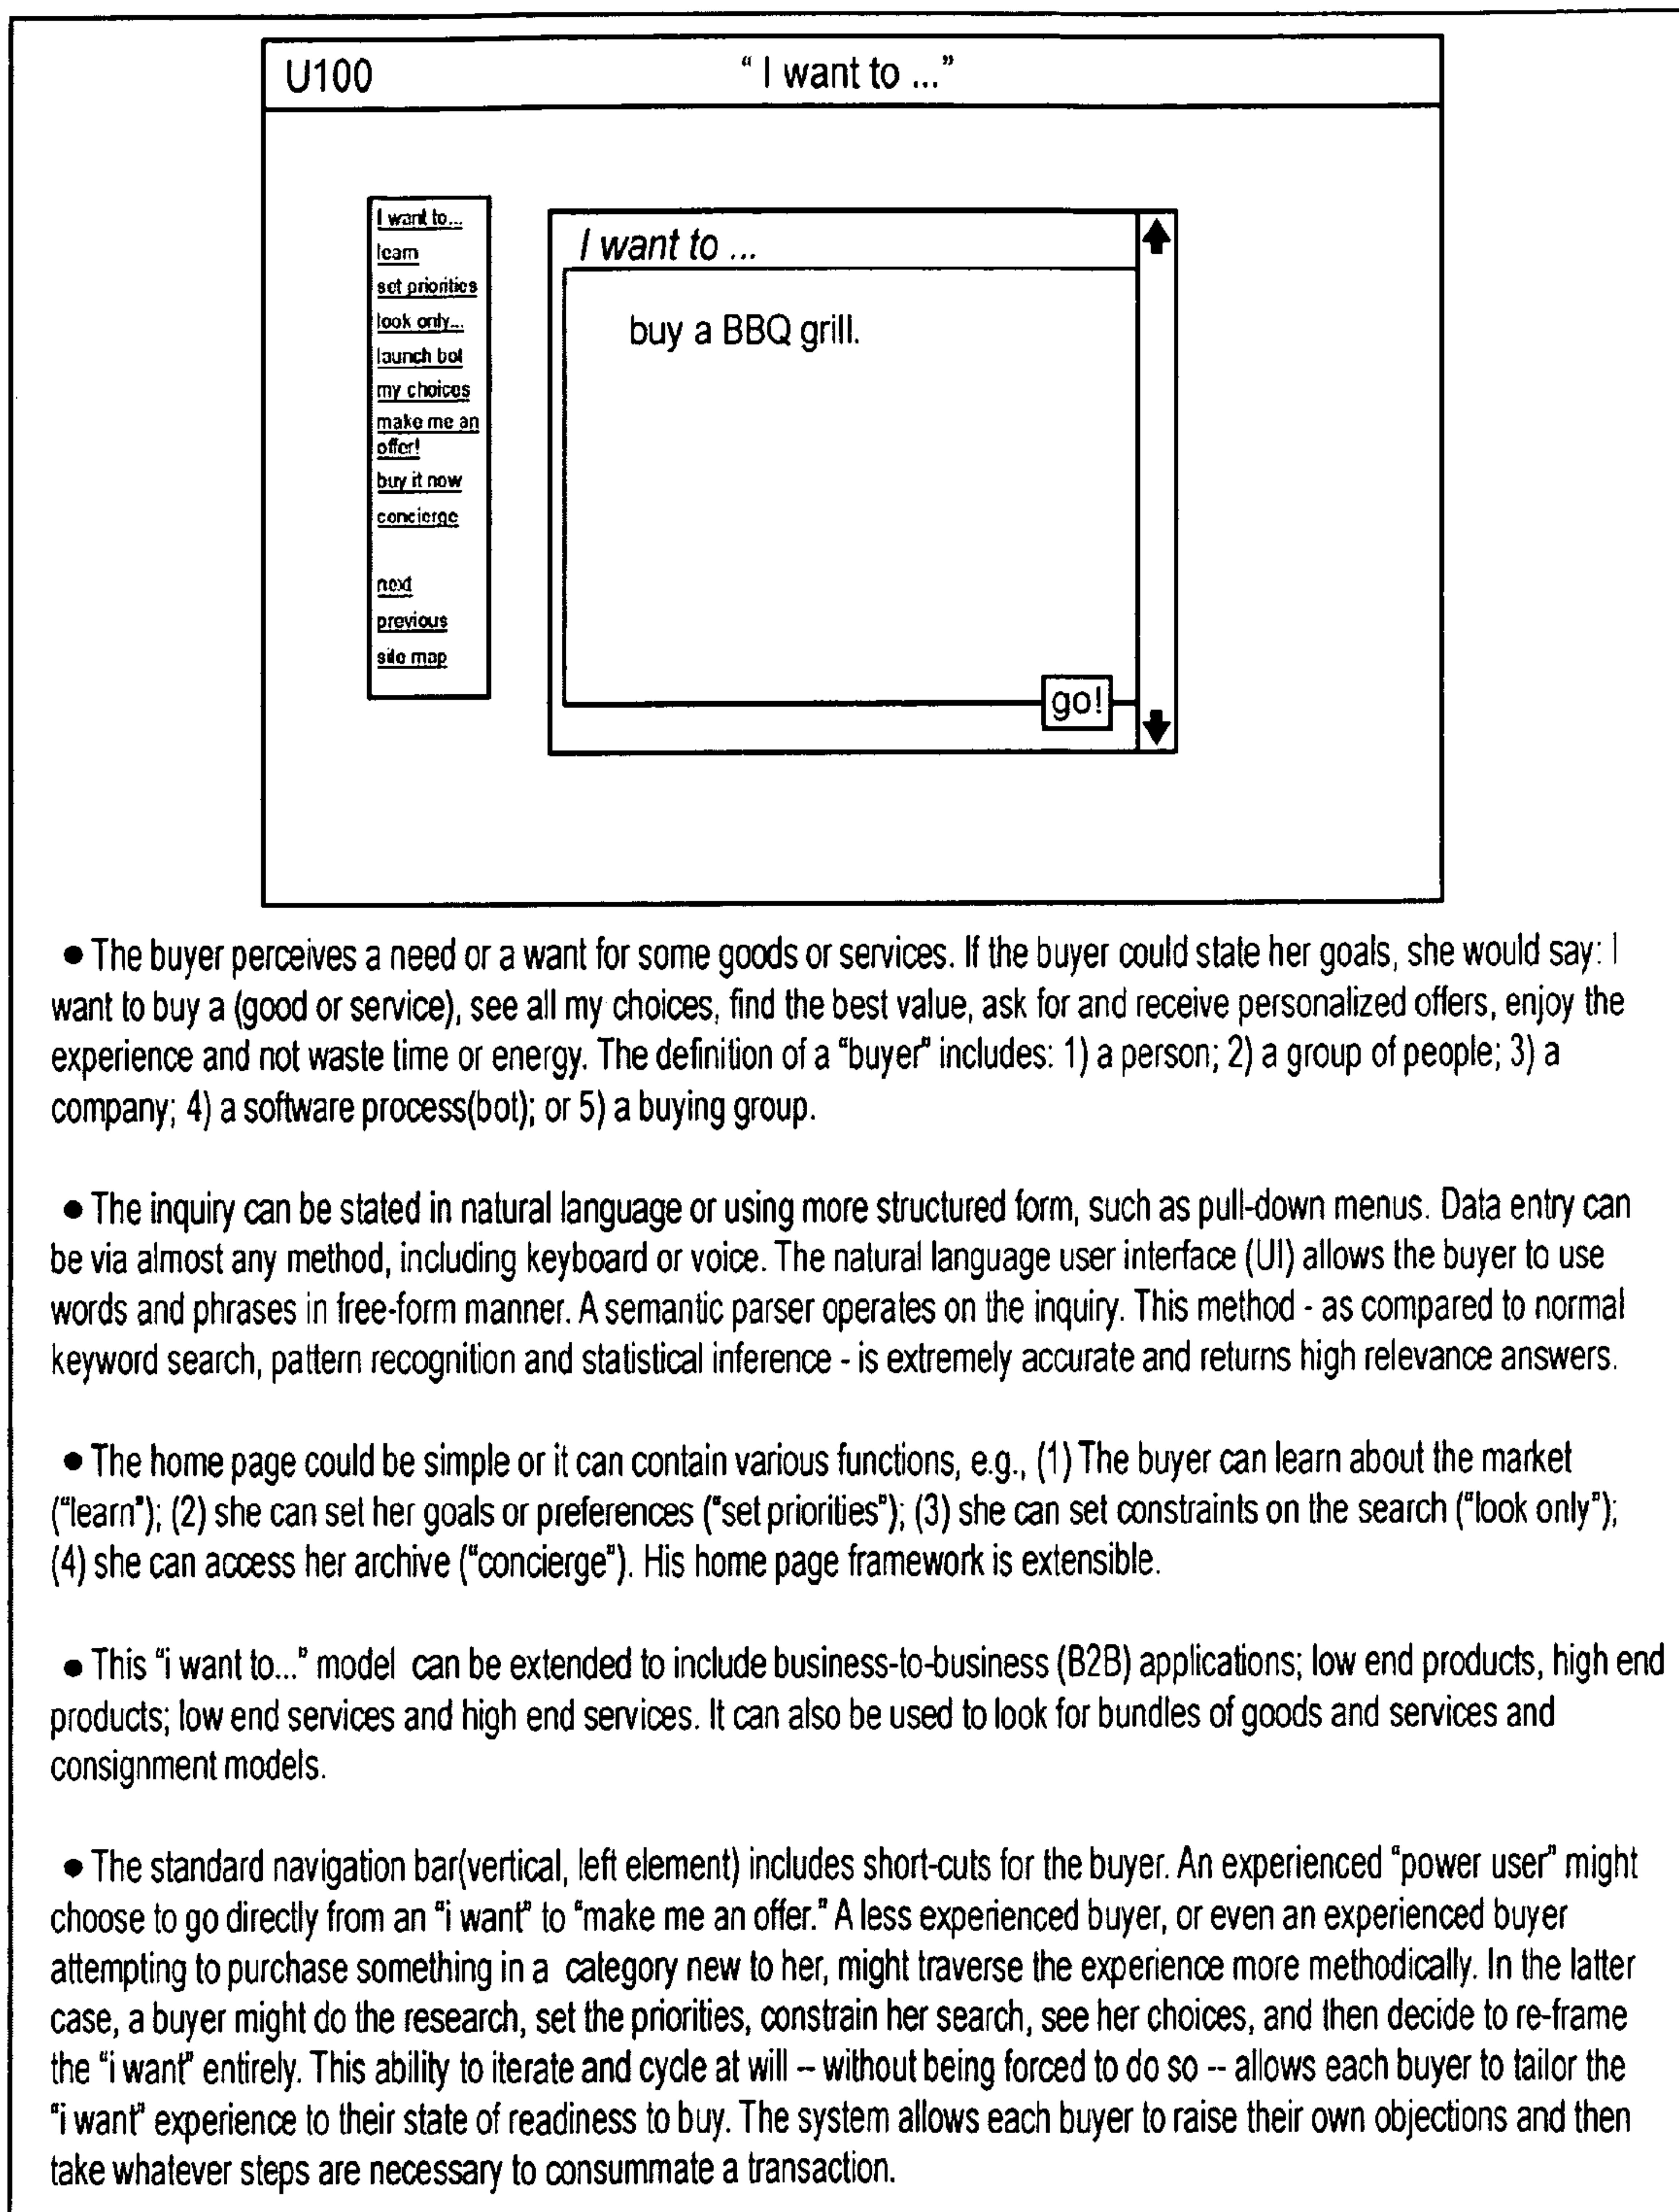 U100 “ I want to ...”
I want to...
learn
set priorities
look only...
launch bot
my choices
make me an
offer!
buy it now
concierge
next
previous
site map
I want to ...
buy a BBQ grill.
go!
● The buyer perceives a need or a want for some goods or services. If the buyer could state her goals, she would say: I
want to buy a (good or service), see all my choices, find the best value, ask for and receive personalized offers, enjoy the
experience and not waste time or energy. The definition of a “buyer” includes: 1) a person; 2) a group of people; 3) a
company; 4) a software process(bot); or 5) a buying group.
● The inquiry can be stated in natural language or using more structured form, such as pull-down menus. Data entry can
be via almost any method, including keyboard or voice. The natural language user interface (UI) allows the buyer to use
words and phrases in free-form manner. A semantic parser operates on the inquiry. This method - as compared to normal
keyword search, pattern recognition and statistical inference - is extremely accurate and returns high relevance answers.
● The home page could be simple or it can contain various functions, e.g., (1) The buyer can learn about the market
(“learn”); (2) she can set her goals or preferences (“set priorities”); (3) she can set constraints on the search (“look only”);
(4) she can access her archive (“concierge”). His home page framework is extensible.
● This “i want to...” model can be extended to include business-to-business (B2B) applications; low end products, high end
products; low end services and high end services. It can also be used to look for bundles of goods and services and
consignment models.
● The standard navigation bar(vertical, left element) includes short-cuts for the buyer. An experienced “power user” might
choose to go directly from an “i want” to “make me an offer.” A less experienced buyer, or even an experienced buyer
attempting to purchase something in a category new to her, might traverse the experience more methodically. In the latter
case, a buyer might do the research, set the priorities, constrain her search, see her choices, and then decide to re-frame
the “i want” entirely. This ability to iterate and cycle at will -- without being forced to do so -- allows each buyer to tailor the
“i want” experience to their state of readiness to buy. The system allows each buyer to raise their own objections and then
take whatever steps are necessary to consummate a transaction.